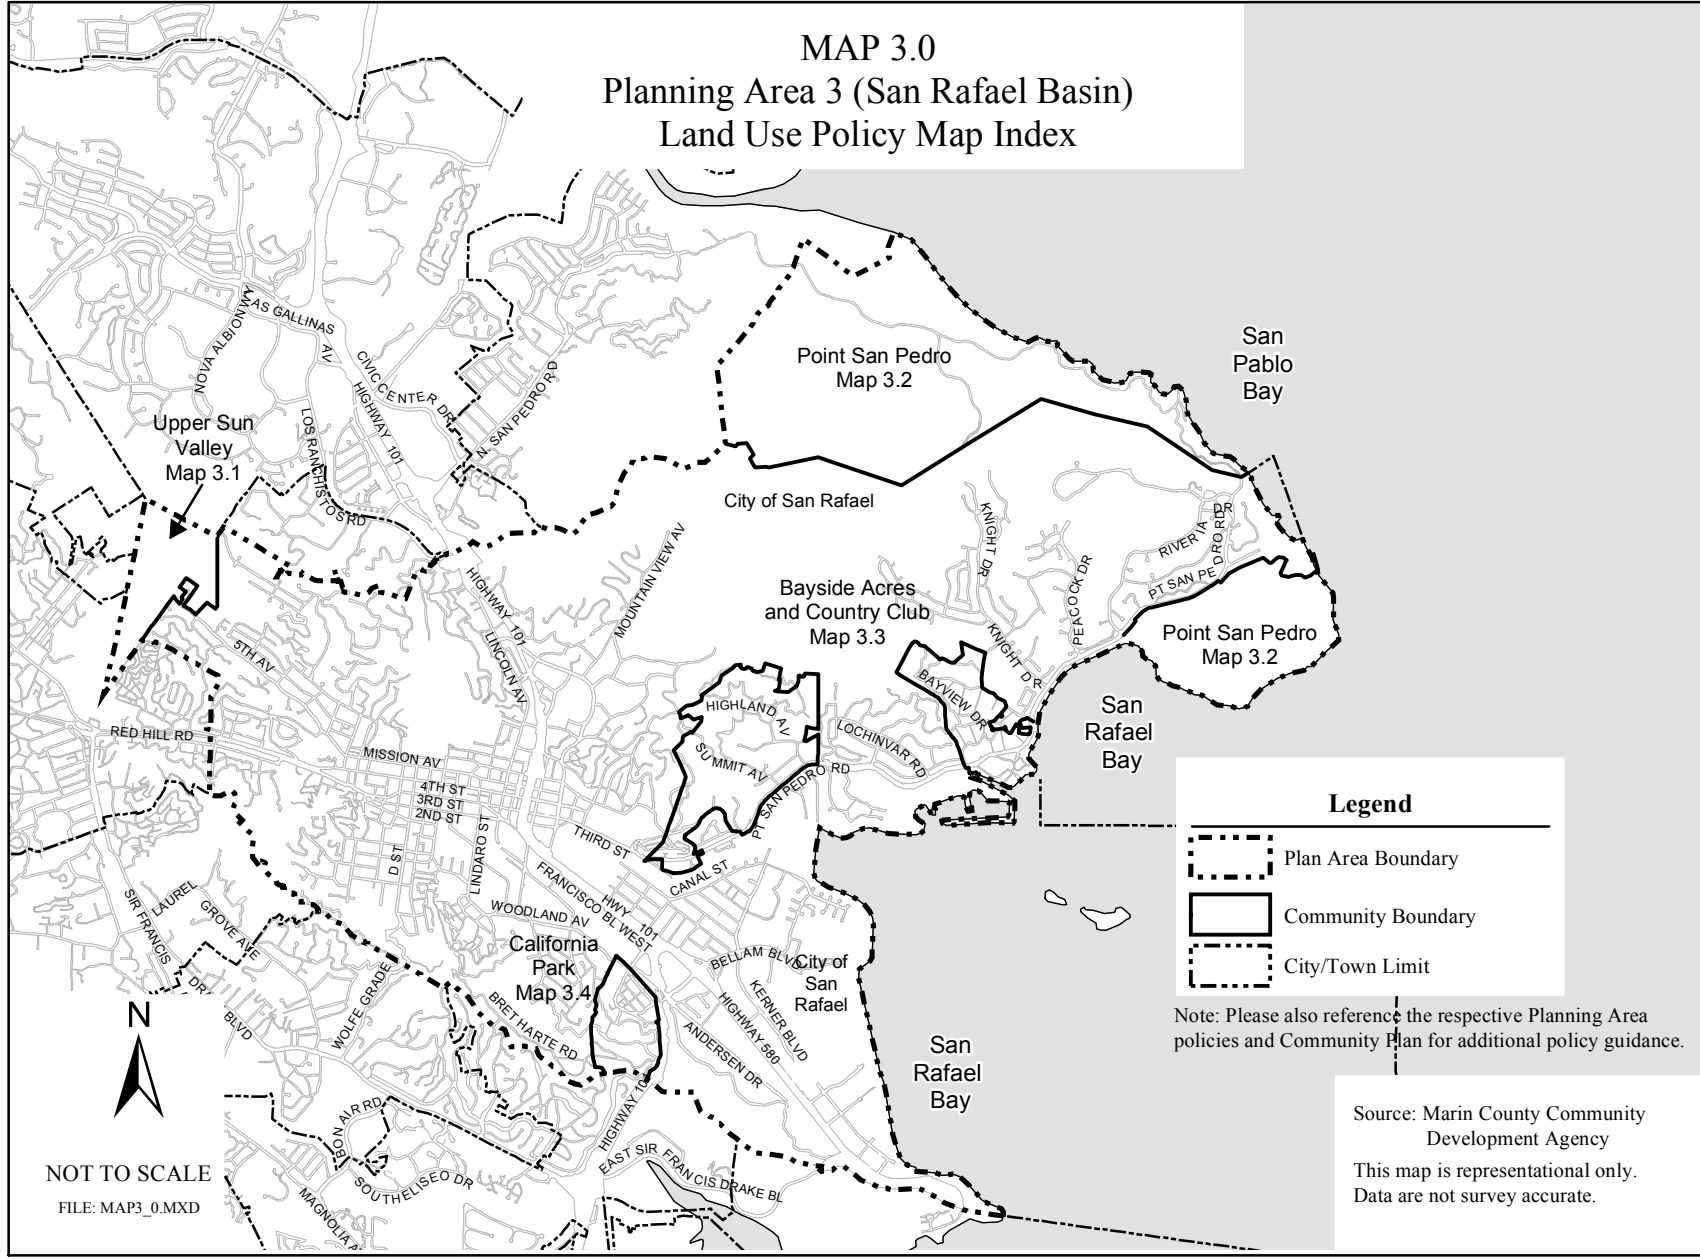 MAP 3.0
Planning Area 3 (San Rafael Basin)
Land Use Policy Map Index
San
Pablo
Bay
Point San Pedro
Map 3.2
LAS GALLINAS
AV
NOVA ALBION WY
CIVIC CENTER DR
HIGHWAY 101
N. SAN PEDRO RD
LOS RANCHITOS RD
Upper Sun
Valley
Map 3.1
City of San Rafael
KNIGHT DR
RIVERIA
DR
PT SAN PEDRO RD
PEACOCK DR
MOUNTAIN VIEW AV
HIGHWAY 101
LINCOLN AV
Bayside Acres
and Country Club
Map 3.3
KNIGHT DR
Point San Pedro
Map 3.2
5TH AV
BAYVIEW DR
HIGHLAND AV
SUMMIT AV
LOCHINVAR RD
PT SAN PEDRO RD
San
Rafael
Bay
RED HILL RD
MISSION AV
4TH ST
3RD ST
2ND ST
D ST
LINDARO ST
THIRD ST
CANAL ST
FRANCISCO BL WEST
HWY 101
WOODLAND AV
BELLAM BLVD
KERNER BLVD
City of
San
Rafael
California
Park
Map 3.4
HIGHWAY 580
ANDERSEN DR
BRET HARTE RD
HIGHWAY 101
LAUREL
GROVE AVE
SIR FRANCIS
DR
BLVD
WOLFE GRADE
BON AIR RD
SOUTH ELISEO DR
MAGNOLIA A
EAST SIR FRANCIS DRAKE BL
San
Rafael
Bay
Legend
Plan Area Boundary
Community Boundary
City/Town Limit
Note: Please also reference the respective Planning Area
policies and Community Plan for additional policy guidance.
Source: Marin County Community
Development Agency
This map is representational only.
Data are not survey accurate.
N
NOT TO SCALE
FILE: MAP3_0.MXD